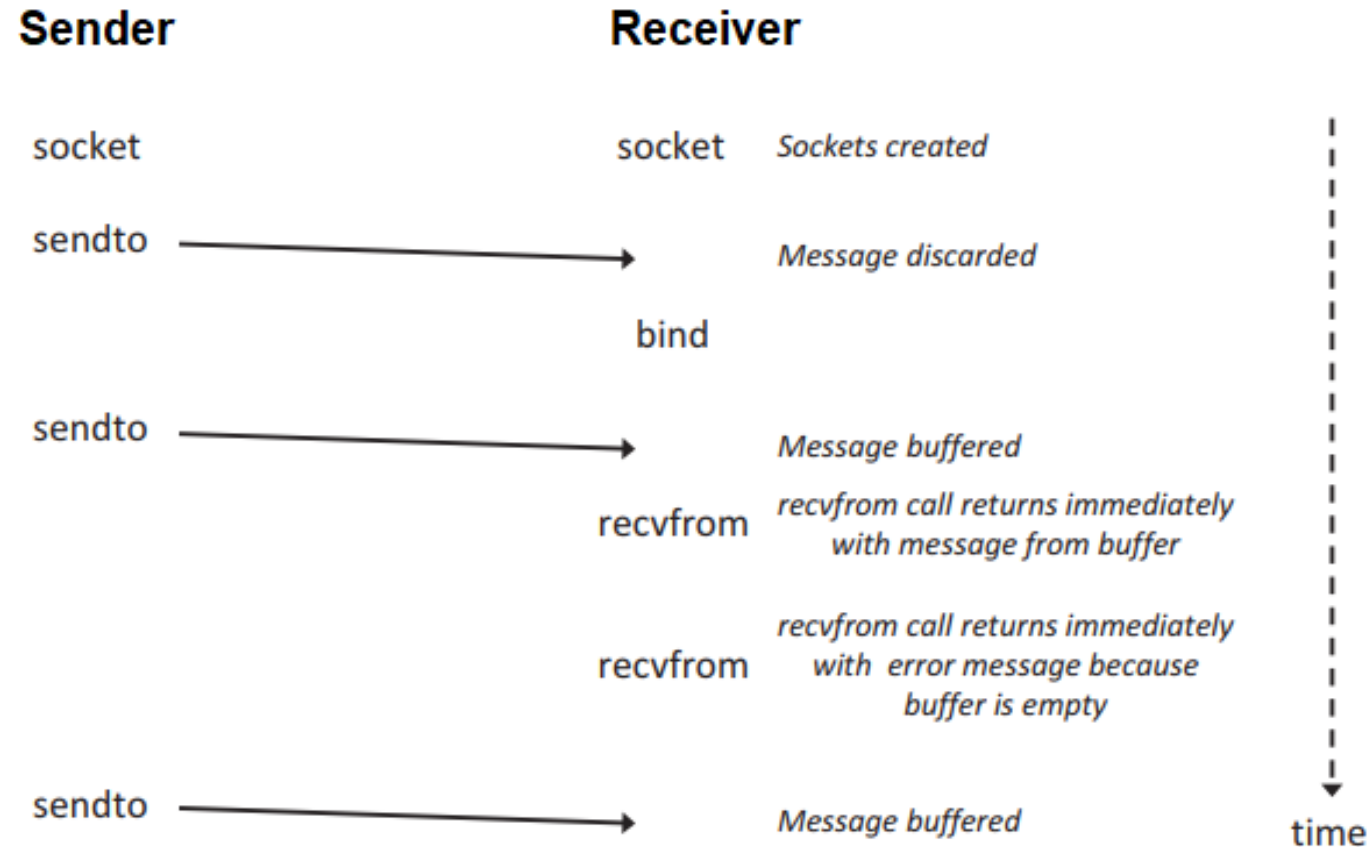 Sender Receiver
socket socket Sockets created
sendto Message discarded
bind
sendto Message buffered
recvfrom recvfrom call returns immediately
with message from buffer
recvfrom recvfrom call returns immediately
with error message because
buffer is empty
sendto Message buffered
time